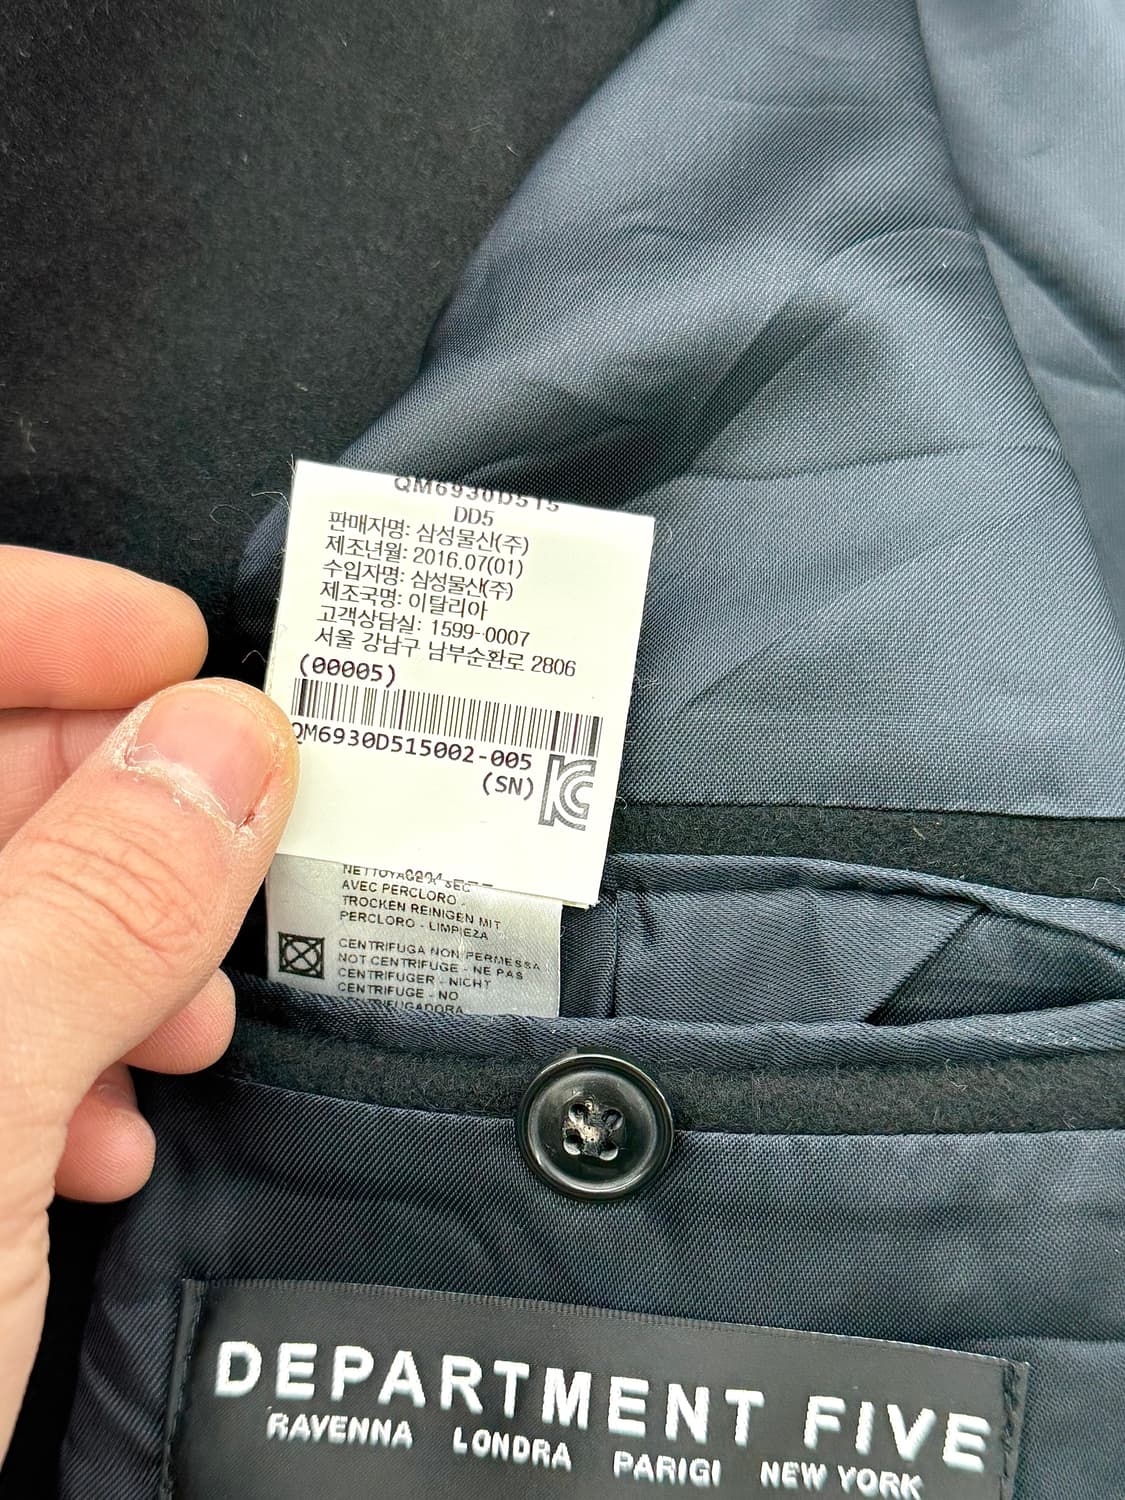 QM6930D515
DD5
판매자명: 삼성물산(주)
제조년월: 2016.07(01)
수입자명: 삼성물산(주)
제조국명: 이탈리아
고객상담실: 1599-0007
서울 강남구 남부순환로 2806
(00005)
QM6930D515002-005
(SN)
AVEC PERCLORO -
TROCKEN REINIGEN MIT
PERCLORO - LIMPIEZA
CENTRIFUGA NON PERMESSA
NOT CENTRIFUGE - NE PAS
CENTRIFUGER - NICHT
CENTRIFUGE - NO
DEPARTMENT FIVE
RAVENNA LONDRA PARIGI NEW YORK